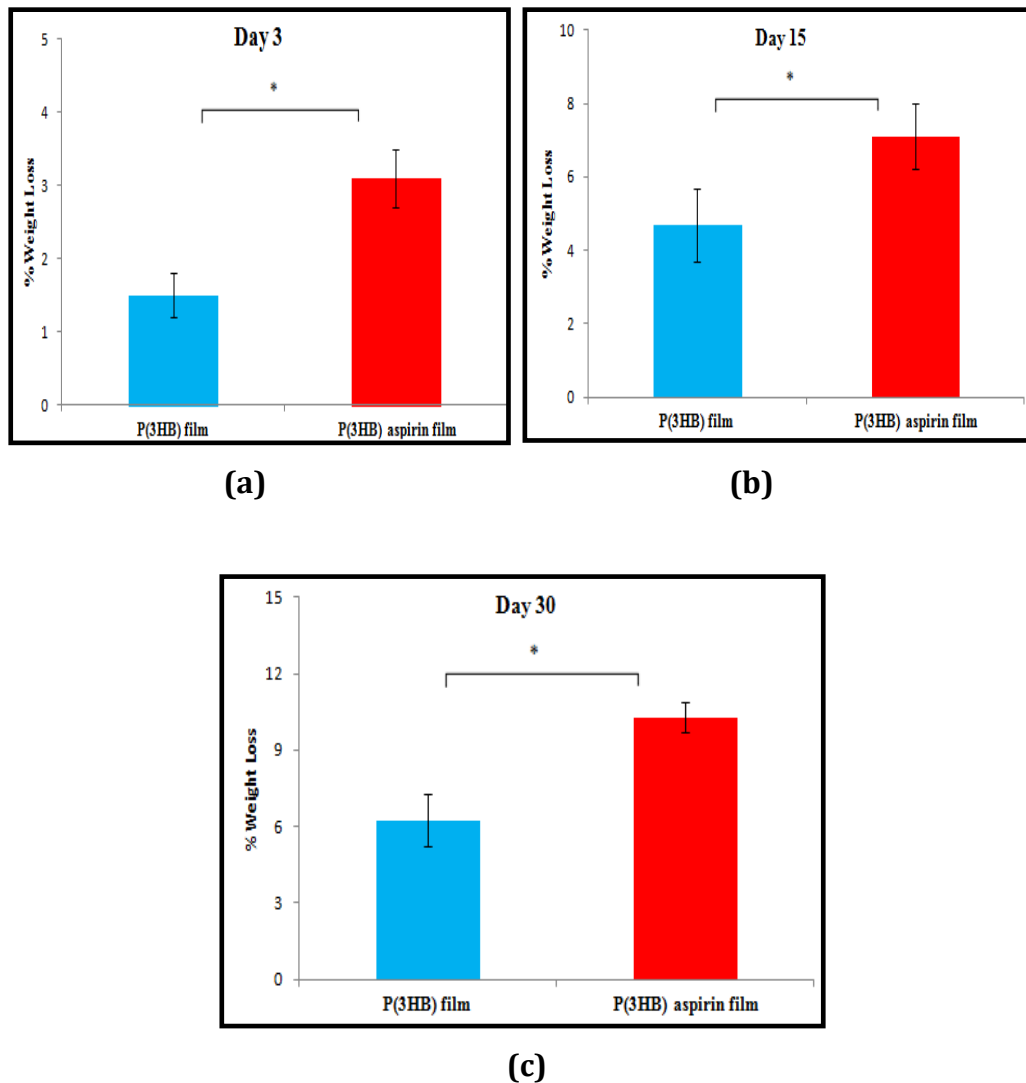 Day 3
5
4
3
2
1
0
%Weight Loss
*
P(3HB) film
P(3HB) aspirin film
(a)
Day 15
10
8
6
4
2
0
% Weight Loss
*
P(3HB) film
P(3HB) aspirin film
(b)
Day 30
15
12
9
6
3
0
% Weight Loss
*
P(3HB) film
P(3HB) aspirin film
(c)